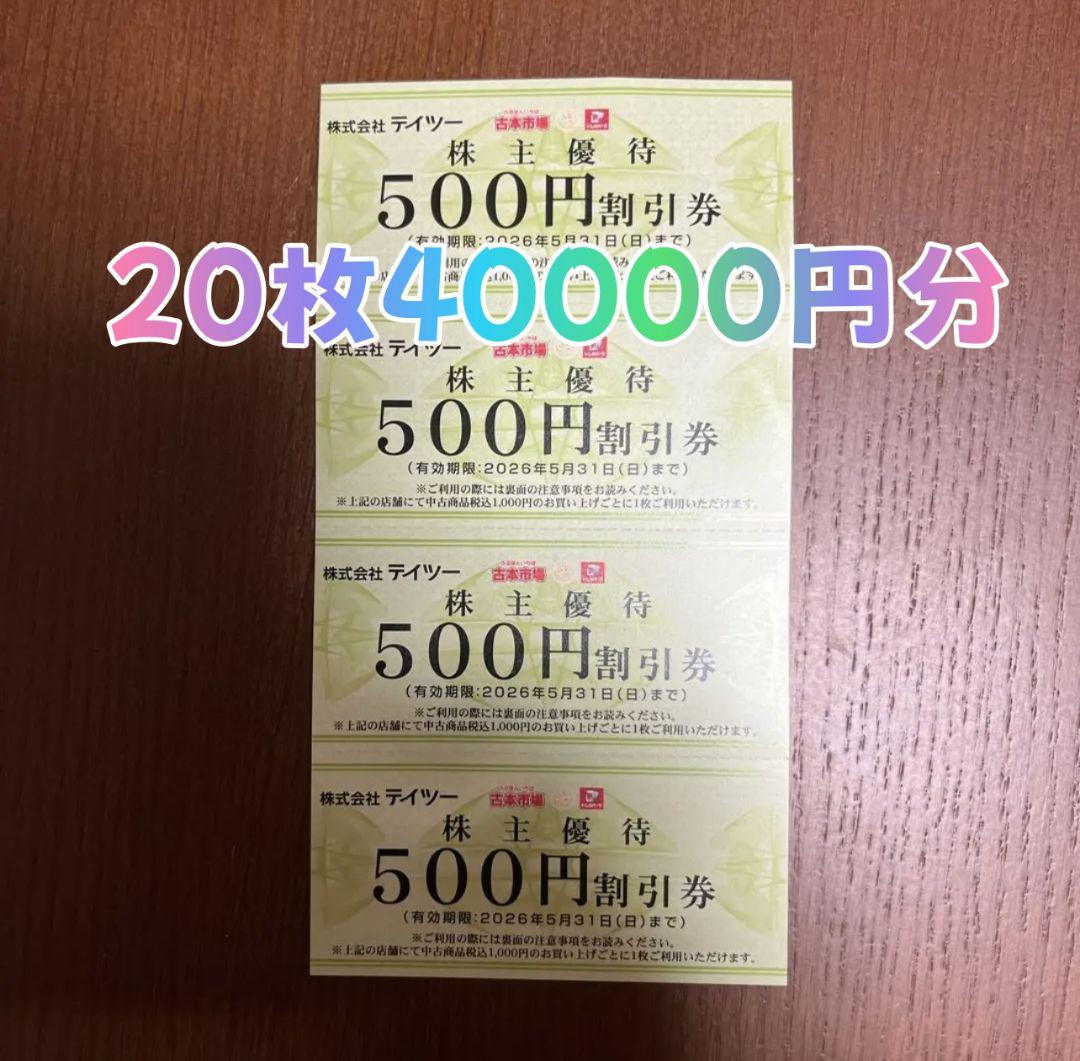 株式会社 テイツー 古本市場
株主優待
500円割引券
(有効期限:2026年5月31日(日)まで)
20枚40000円分
株式会社 テイツー 古本市場
株主優待
500円割引券
(有効期限:2026年5月31日(日)まで)
※ご利用の際には裏面の注意事項をお読みください。
※上記の店舗にて中古商品税込1,000円のお買い上げごとに1枚ご利用いただけます。
株式会社 テイツー 古本市場
株主優待
500円割引券
(有効期限:2026年5月31日(日)まで)
※ご利用の際には裏面の注意事項をお読みください。
※上記の店舗にて中古商品税込1,000円のお買い上げごとに1枚ご利用いただけます。
株式会社 テイツー 古本市場
株主優待
500円割引券
(有効期限:2026年5月31日(日)まで)
※ご利用の際には裏面の注意事項をお読みください。
※上記の店舗にて中古商品税込1,000円のお買い上げごとに1枚ご利用いただけます。